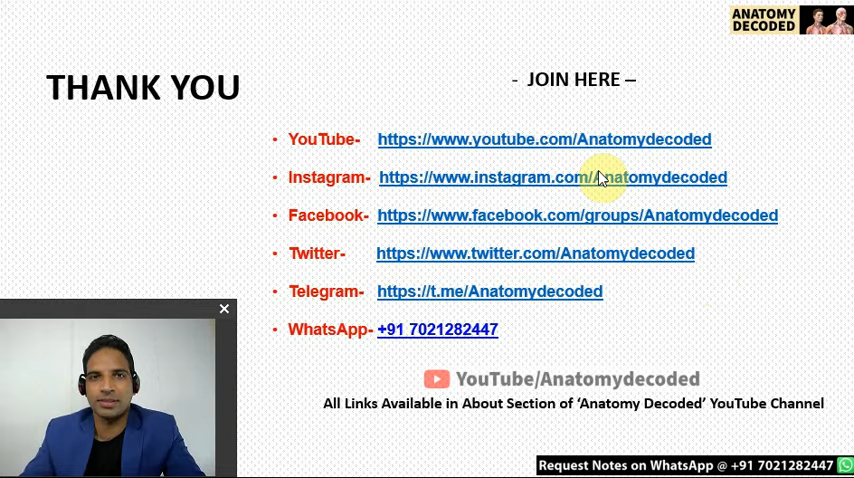 ANATOMY
DECODED
THANK YOU
- JOIN HERE –
• YouTube- https://www.youtube.com/Anatomydecoded
• Instagram- https://www.instagram.com/Anatomydecoded
• Facebook- https://www.facebook.com/groups/Anatomydecoded
• Twitter- https://www.twitter.com/Anatomydecoded
• Telegram- https://t.me/Anatomydecoded
• WhatsApp- +91 7021282447
YouTube/Anatomydecoded
All Links Available in About Section of ‘Anatomy Decoded’ YouTube Channel
Request Notes on WhatsApp @ +91 7021282447